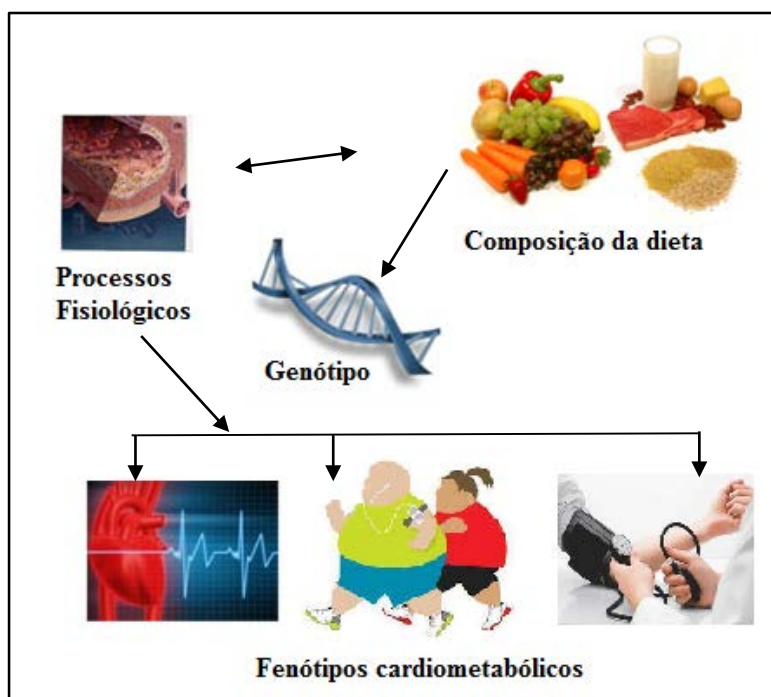 Composição da dieta
Processos
Fisiológicos
Genótipo
Fenótipos cardiometabólicos